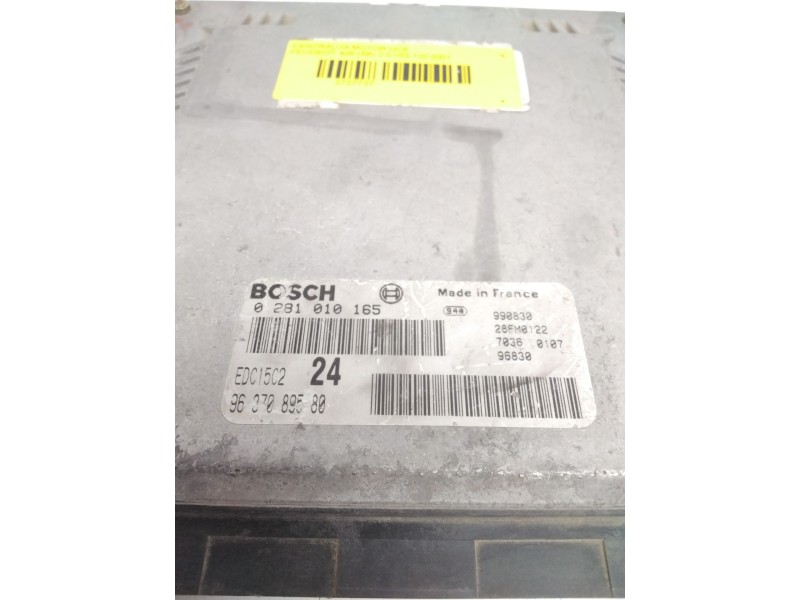 BOSCH Made in France
0 281 010 165 948 990830
28FM0122
7036 0107
96830
EDC15C2 24
96 370 895 80